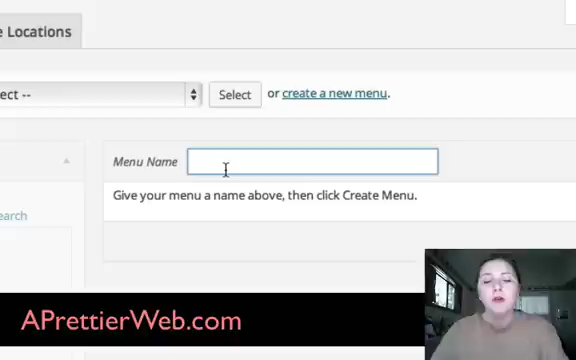 e Locations
ect --
Select
or create a new menu.
Menu Name
Give your menu a name above, then click Create Menu.
earch
APrettierWeb.com